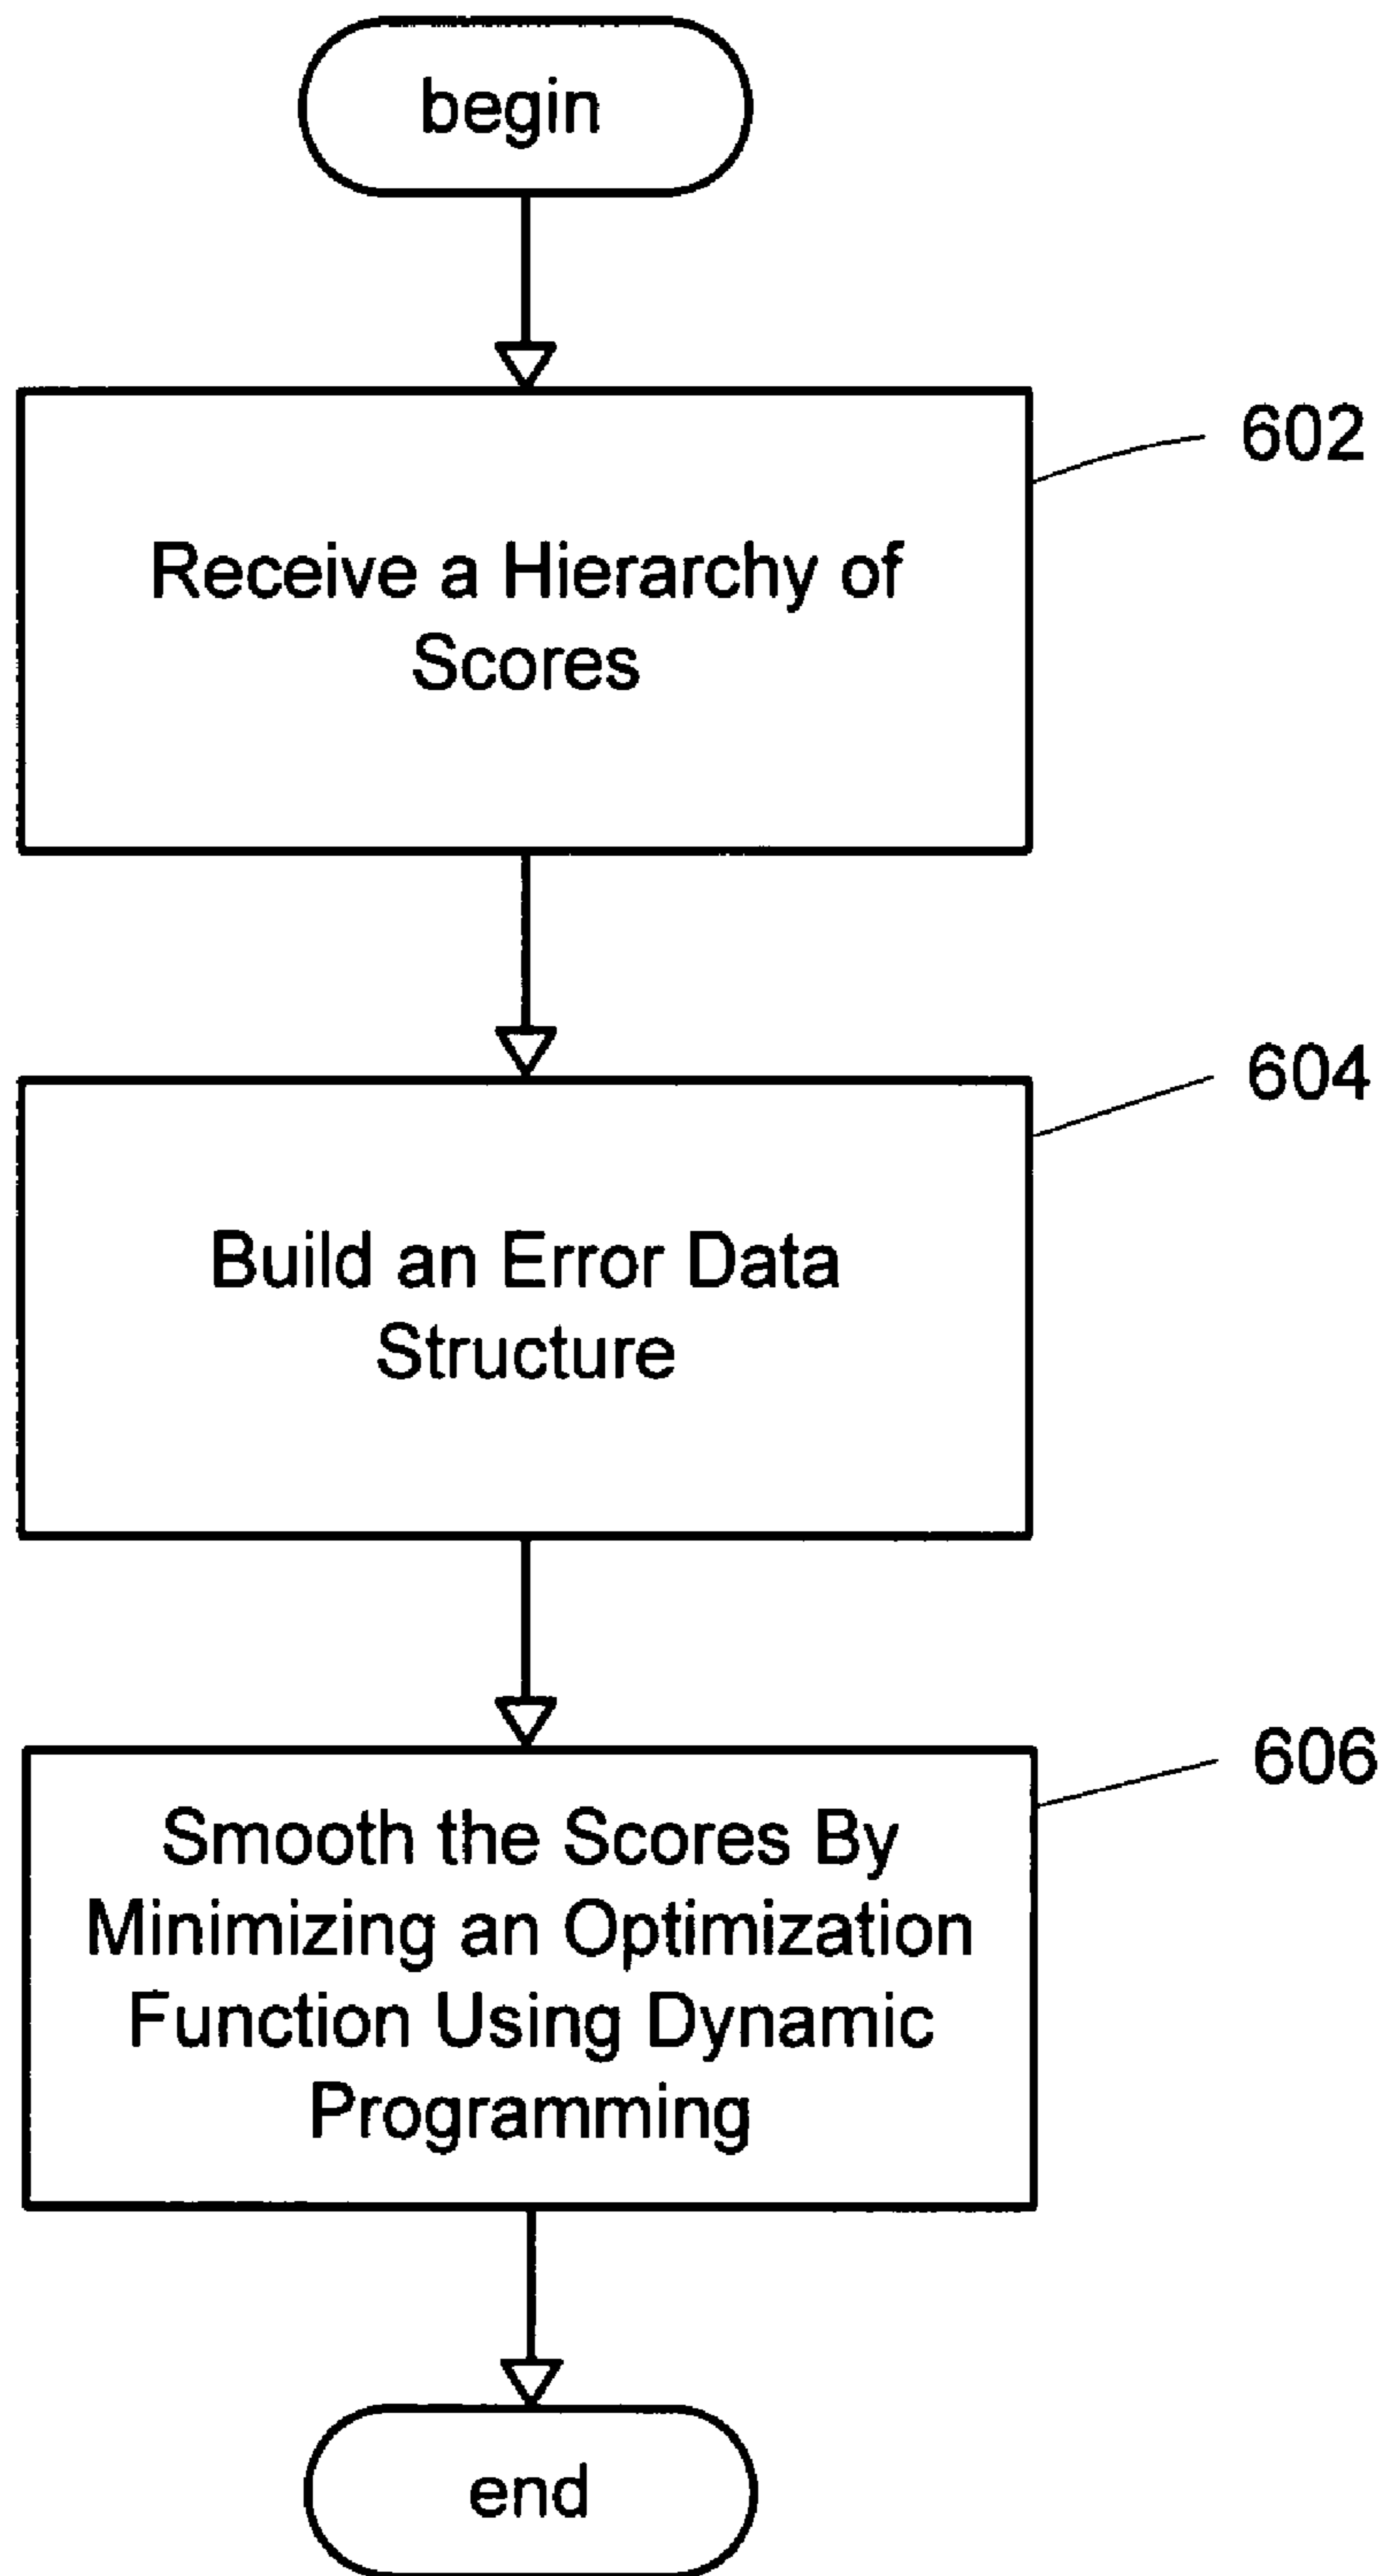 begin
602
Receive a Hierarchy of
Scores
604
Build an Error Data
Structure
606
Smooth the Scores By
Minimizing an Optimization
Function Using Dynamic
Programming
end